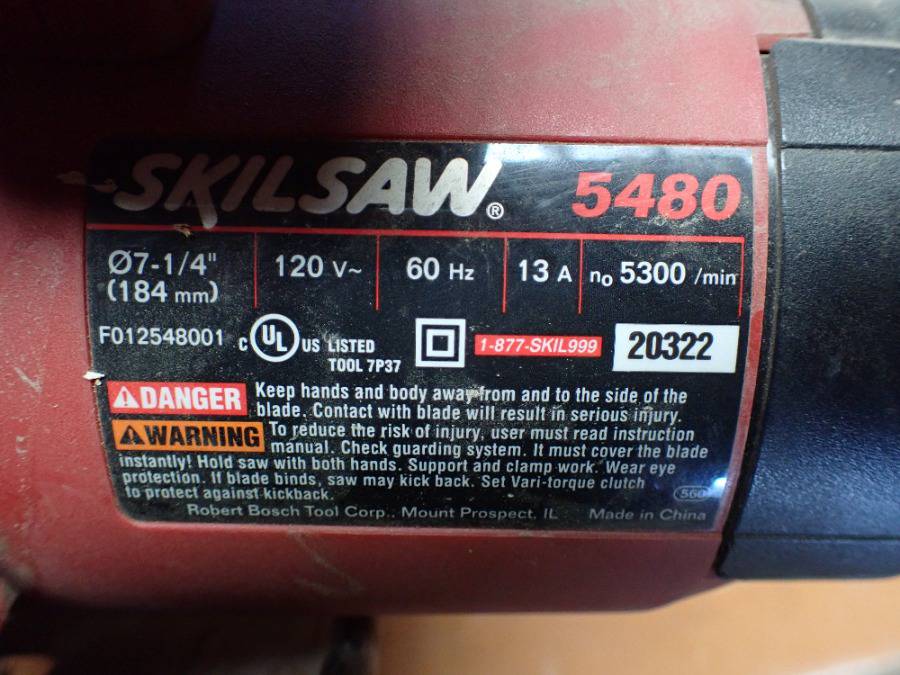 SKILSAW® 5480
Ø7-1/4" (184 mm) 120 V~ 60 Hz 13 A n₀ 5300 /min
F012548001 C UL US LISTED TOOL 7P37 1-877-SKIL999 20322
DANGER Keep hands and body away from and to the side of the
blade. Contact with blade will result in serious injury.
WARNING To reduce the risk of injury, user must read instruction
manual. Check guarding system. It must cover the blade
instantly! Hold saw with both hands. Support and clamp work. Wear eye
protection. If blade binds, saw may kick back. Set Vari-torque clutch
to protect against kickback. 560
Robert Bosch Tool Corp., Mount Prospect, IL Made in China